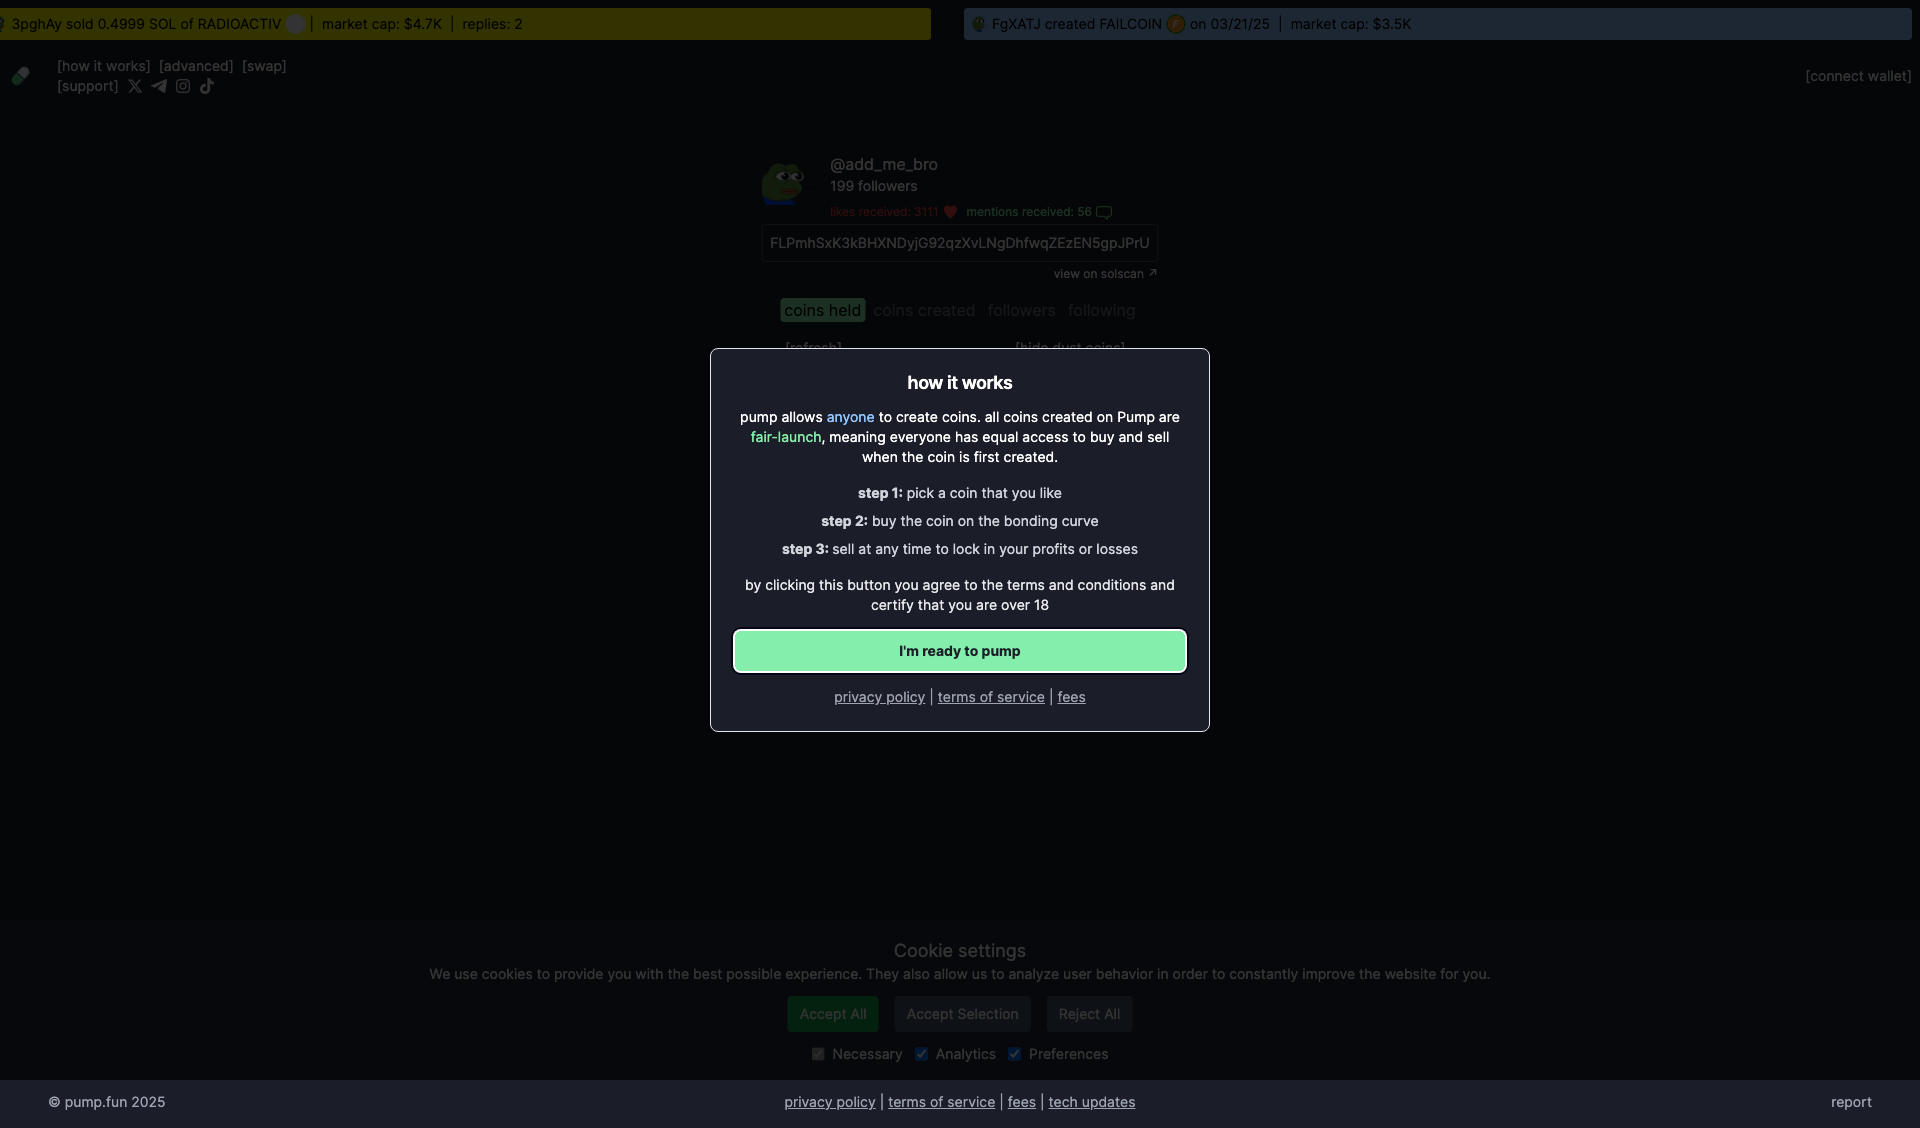 3pghAy sold 0.4999 SOL of RADIOACTIV | market cap: $4.7K | replies: 2
FgXATJ created FAILCOIN on 03/21/25 | market cap: $3.5K
[how it works] [advanced] [swap]
[support]
[connect wallet]
@add_me_bro
199 followers
likes received: 3111 mentions received: 56
FLPmhSxK3kBHXNDyjG92qzXvLNgDhfwqZEzEN5gpJPrU
view on solscan ↗
coins held coins created followers following
[refresh] [hide dust coins]
how it works
pump allows anyone to create coins. all coins created on Pump are
fair-launch, meaning everyone has equal access to buy and sell
when the coin is first created.
step 1: pick a coin that you like
step 2: buy the coin on the bonding curve
step 3: sell at any time to lock in your profits or losses
by clicking this button you agree to the terms and conditions and
certify that you are over 18
I'm ready to pump
privacy policy | terms of service | fees
Cookie settings
We use cookies to provide you with the best possible experience. They also allow us to analyze user behavior in order to constantly improve the website for you.
Accept All Accept Selection Reject All
Necessary Analytics Preferences
© pump.fun 2025
privacy policy | terms of service | fees | tech updates
report